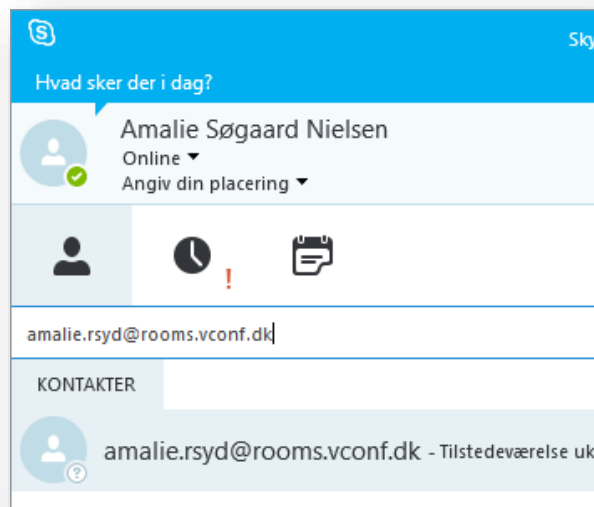 Sky
Hvad sker der i dag?
Amalie Søgaard Nielsen
Online
Angiv din placering
!
amalie.rsyd@rooms.vconf.dk
KONTAKTER
amalie.rsyd@rooms.vconf.dk - Tilstedeværelse uk